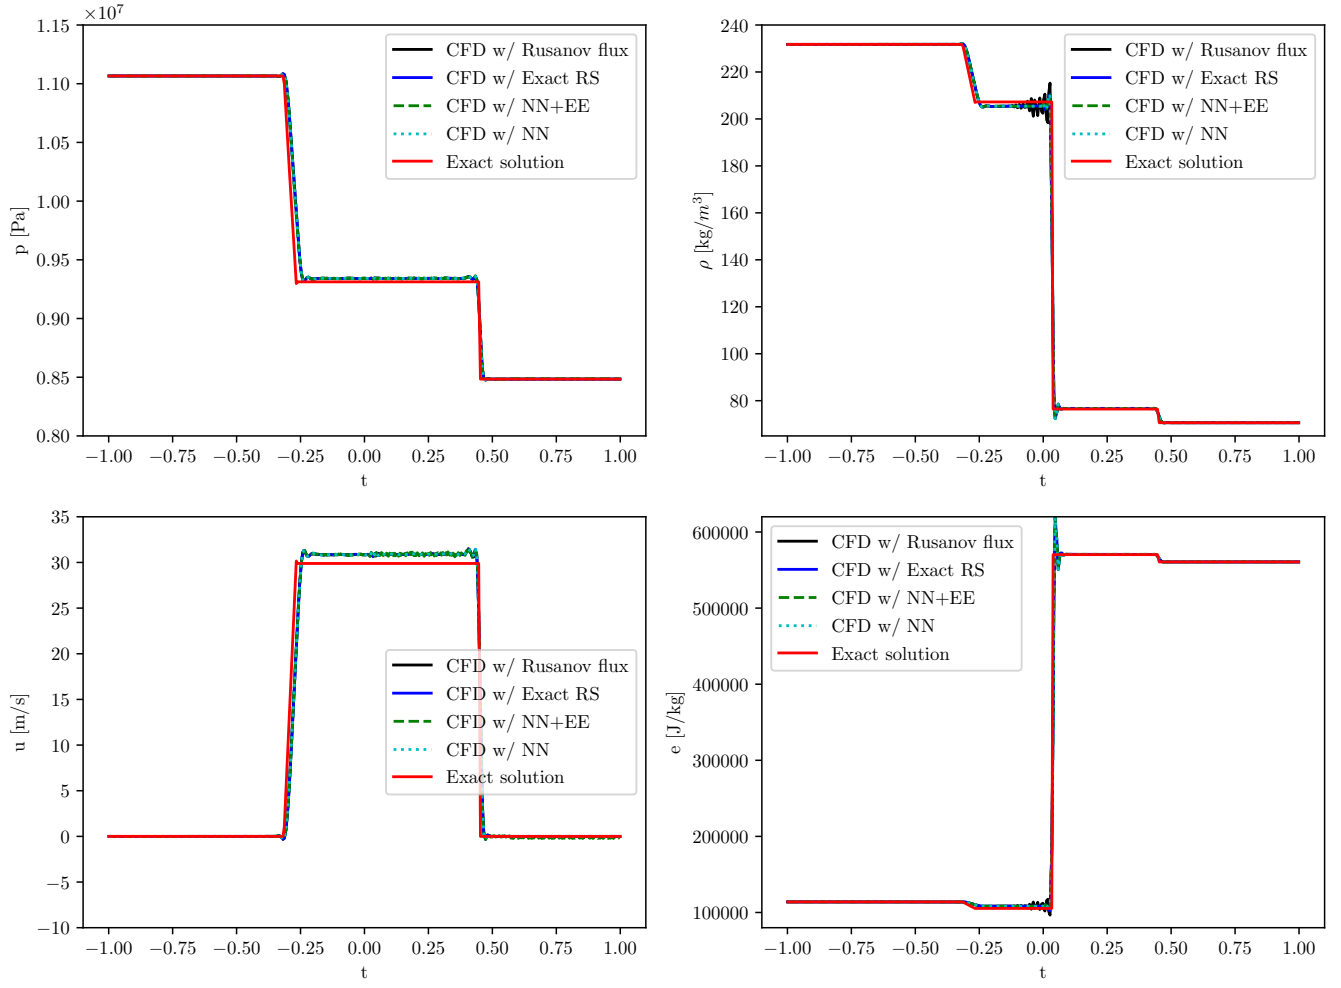 ×10⁷
11.5
11.0
10.5
1.00
0.95
0.90
0.85
0.80
p [Pa]
−1.00 −0.75 −0.50 −0.25 0.00 0.25 0.50 0.75 1.00
t
CFD w/ Rusanov flux
CFD w/ Exact RS
CFD w/ NN+EE
CFD w/ NN
Exact solution
240
220
200
180
160
140
120
100
80
ρ [kg/m³]
−1.00 −0.75 −0.50 −0.25 0.00 0.25 0.50 0.75 1.00
t
CFD w/ Rusanov flux
CFD w/ Exact RS
CFD w/ NN+EE
CFD w/ NN
Exact solution
35
30
25
20
15
10
5
0
−5
−10
u [m/s]
−1.00 −0.75 −0.50 −0.25 0.00 0.25 0.50 0.75 1.00
t
CFD w/ Rusanov flux
CFD w/ Exact RS
CFD w/ NN+EE
CFD w/ NN
Exact solution
600000
500000
400000
300000
200000
100000
e [J/kg]
−1.00 −0.75 −0.50 −0.25 0.00 0.25 0.50 0.75 1.00
t
CFD w/ Rusanov flux
CFD w/ Exact RS
CFD w/ NN+EE
CFD w/ NN
Exact solution